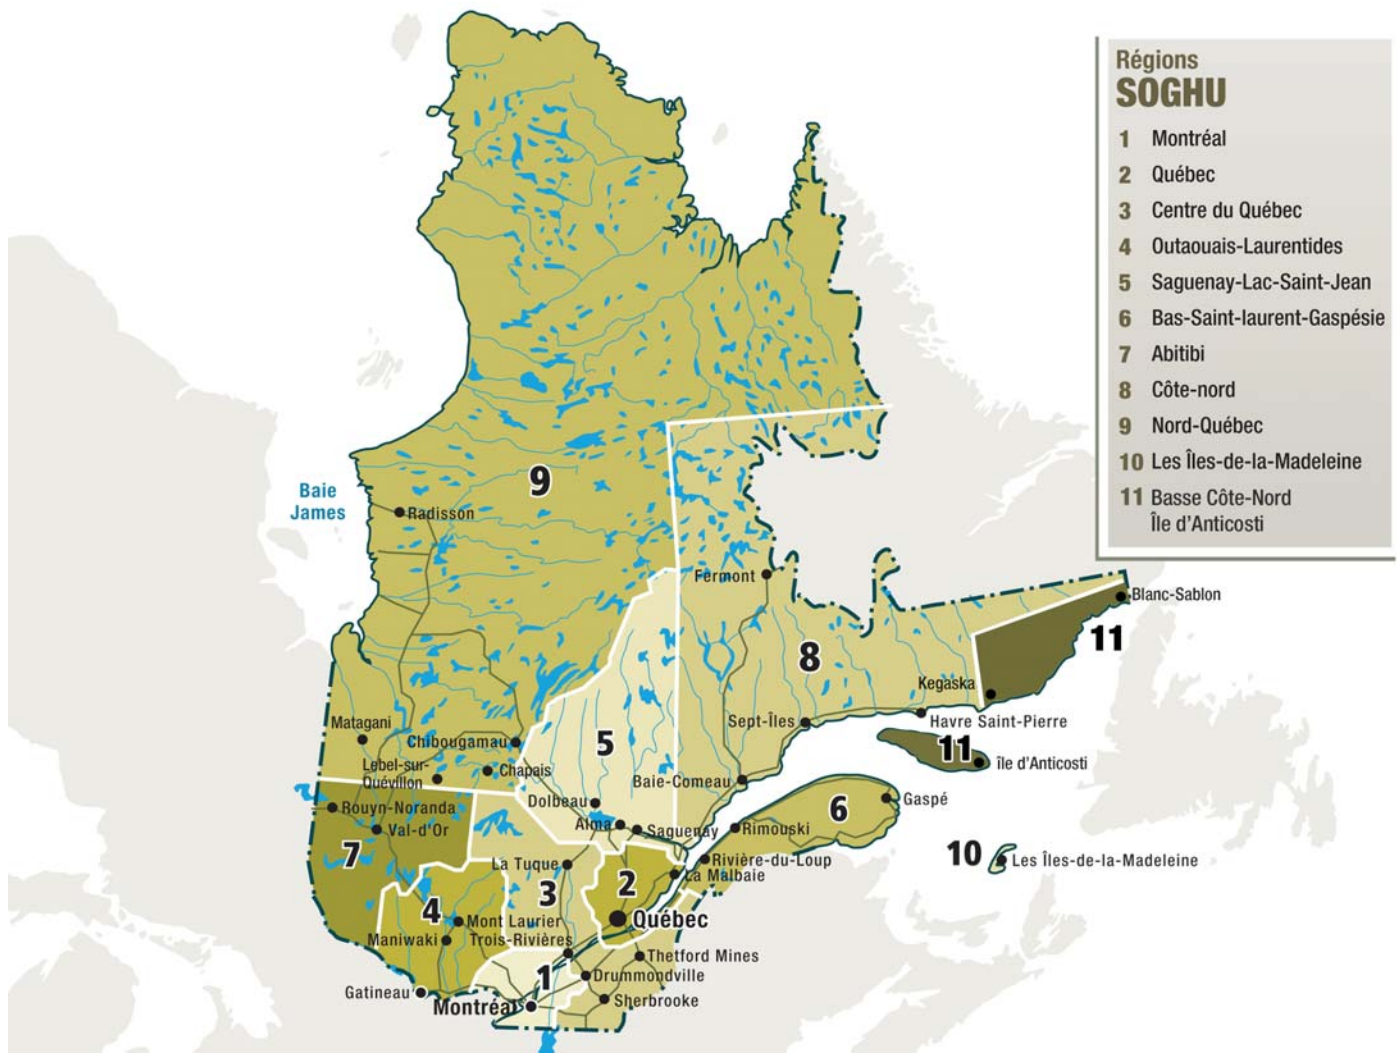 Régions
SOGHU
1 Montréal
2 Québec
3 Centre du Québec
4 Outaouais-Laurentides
5 Saguenay-Lac-Saint-Jean
6 Bas-Saint-laurent-Gaspésie
7 Abitibi
8 Côte-nord
9 Nord-Québec
10 Les Îles-de-la-Madeleine
11 Basse Côte-Nord
Île d'Anticosti
9
Baie
James
Radisson
Fermont
Blanc-Sablon
11
8
Kegaska
Sept-Îles
Havre Saint-Pierre
Matagani
Chibougamau
5
11
île d'Anticosti
Lebel-sur-
Quévillon
Chapais
Baie-Comeau
Dolbeau
Rouyn-Noranda
6
Gaspé
Val-d'Or
Alma
Saguenay
Rimouski
7
La Tuque
Rivière-du-Loup
10
Les Îles-de-la-Madeleine
La Malbaie
3
2
4
Mont Laurier
Québec
Maniwaki
Trois-Rivières
Thetford Mines
1
Drummondville
Gatineau
Montréal
Sherbrooke